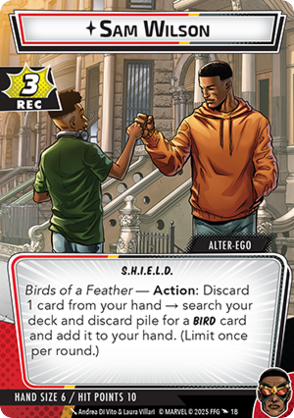 SAM WILSON
3
REC
ALTER-EGO
S.H.I.E.L.D.
Birds of a Feather — Action: Discard
1 card from your hand → search your
deck and discard pile for a BIRD card
and add it to your hand. (Limit once
per round.)
HAND SIZE 6 / HIT POINTS 10
Andrea Di Vito & Laura Villari © MARVEL © 2025 FFG 1B